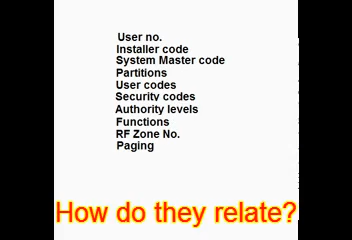 User no.
Installer code
System Master code
Partitions
User codes
Security codes
Authority levels
Functions
RF Zone No.
Paging
How do they relate?